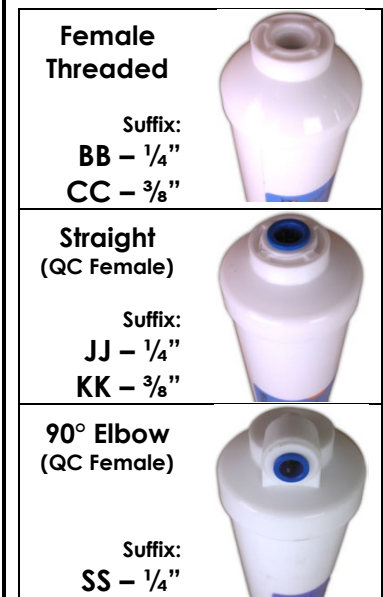 Female
Threaded
Suffix:
BB – ¼”
CC – ⅜”
Straight
(QC Female)
Suffix:
JJ – ¼”
KK – ⅜”
90° Elbow
(QC Female)
Suffix:
SS – ¼”